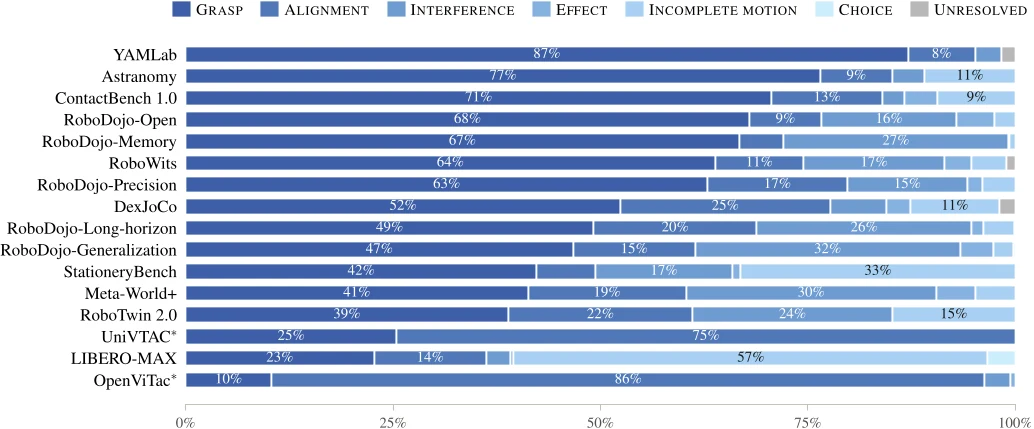 GRASP ALIGNMENT INTERFERENCE EFFECT INCOMPLETE MOTION CHOICE UNRESOLVED
YAMLab 87% 8%
Astranomy 77% 9% 11%
ContactBench 1.0 71% 13% 9%
RoboDojo-Open 68% 9% 16%
RoboDojo-Memory 67% 27%
RoboWits 64% 11% 17%
RoboDojo-Precision 63% 17% 15%
DexJoCo 52% 25% 11%
RoboDojo-Long-horizon 49% 20% 26%
RoboDojo-Generalization 47% 15% 32%
StationeryBench 42% 17% 33%
Meta-World+ 41% 19% 30%
RoboTwin 2.0 39% 22% 24% 15%
UniVTAC* 25% 75%
LIBERO-MAX 23% 14% 57%
OpenViTac* 10% 86%
0% 25% 50% 75% 100%